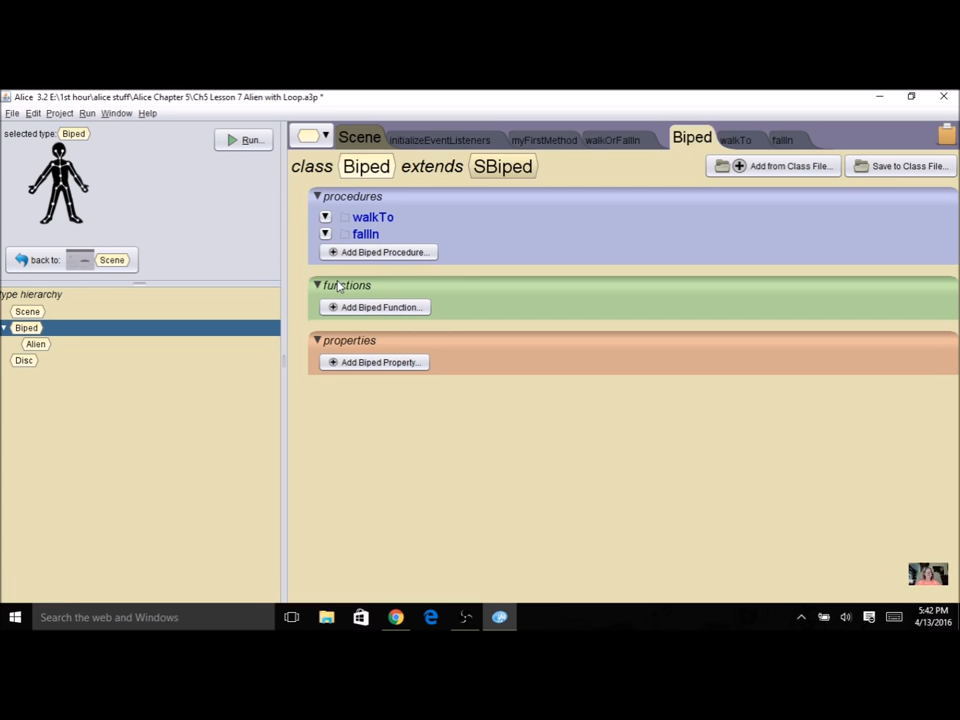 Alice 3.2 E:\1st hour\alice stuff\Alice Chapter 5\Ch5 Lesson 7 Alien with Loop.a3p *
File Edit Project Run Window Help
selected type: Biped
Run...
back to: Scene
type hierarchy
Scene
Biped
Alien
Disc
Scene initializeEventListeners myFirstMethod walkOrFallIn Biped walkTo fallIn
class Biped extends SBiped
Add from Class File... Save to Class File...
procedures
walkTo
fallIn
Add Biped Procedure...
functions
Add Biped Function...
properties
Add Biped Property...
Search the web and Windows
5:42 PM
4/13/2016